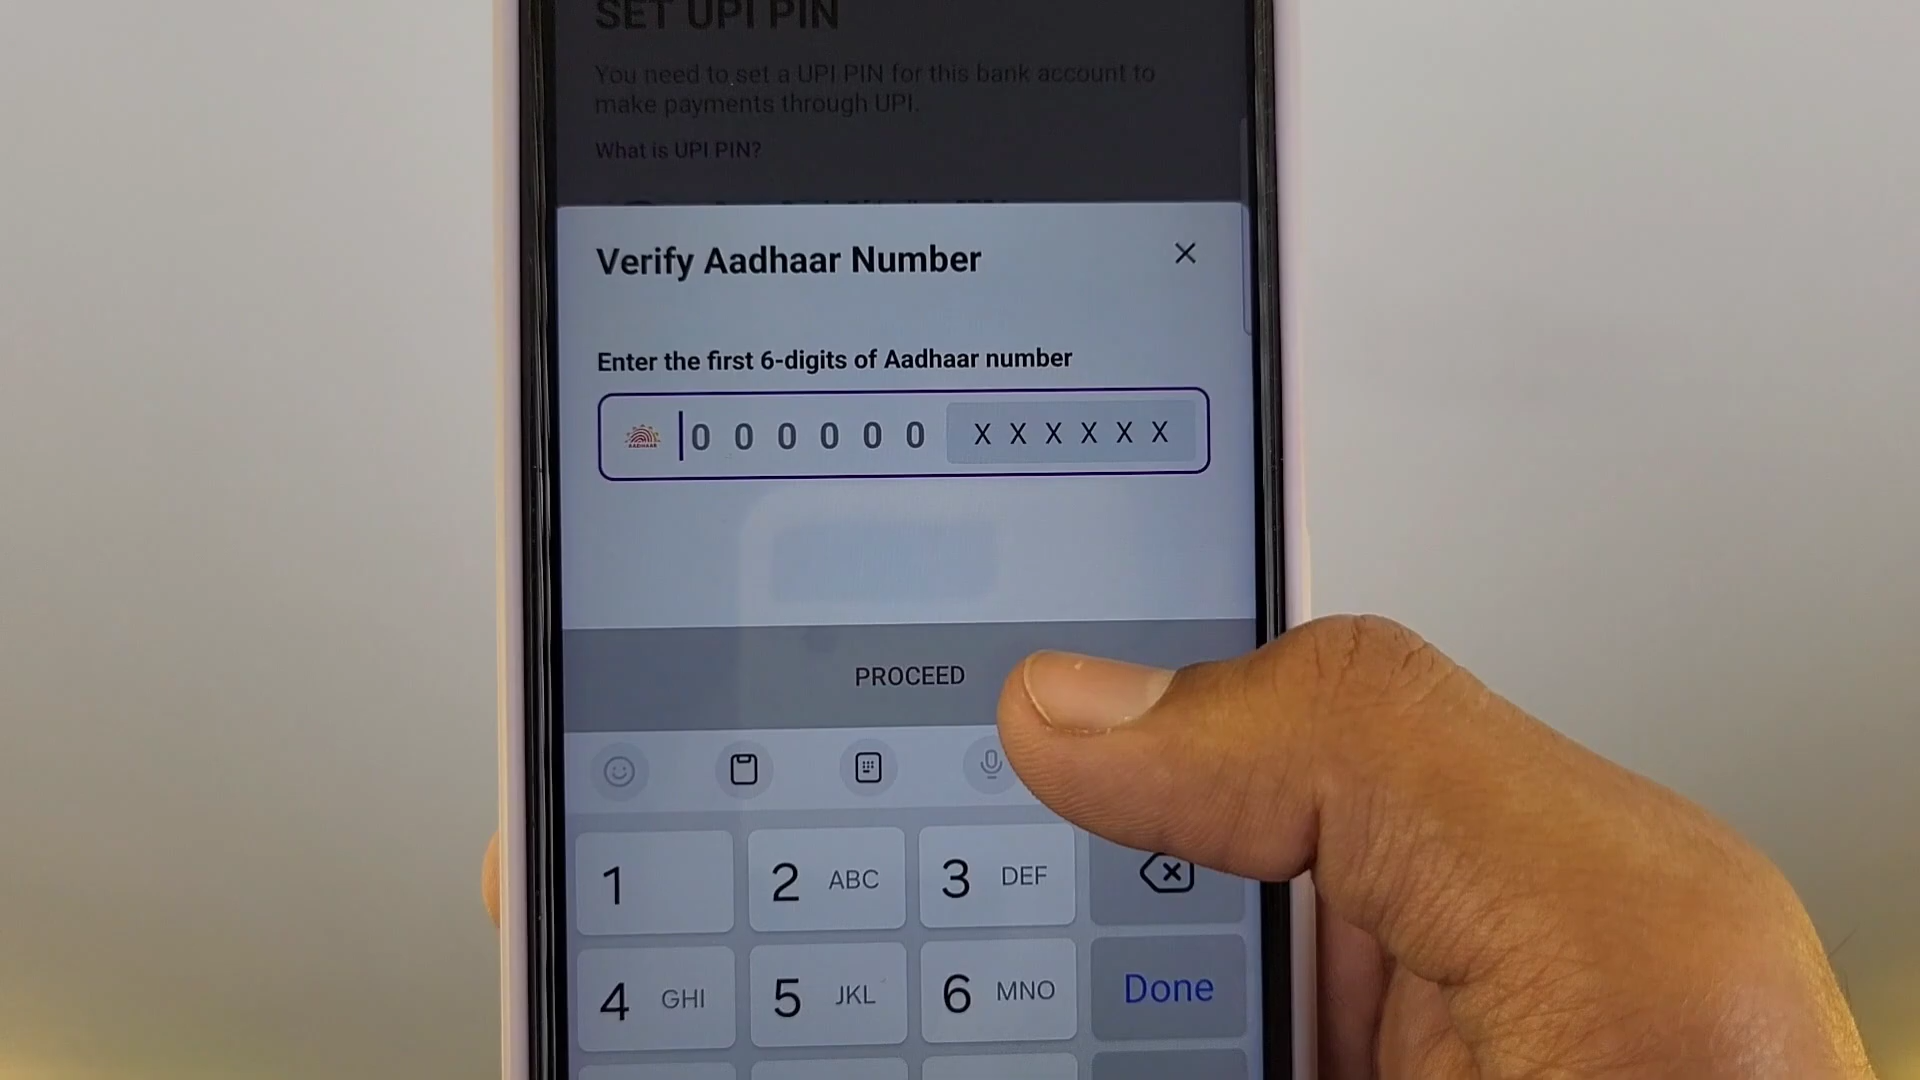 SET UPI PIN
You need to set a UPI PIN for this bank account to
make payments through UPI.
What is UPI PIN?
Verify Aadhaar Number
Enter the first 6-digits of Aadhaar number
AADHAAR 0 0 0 0 0 0 X X X X X X
PROCEED
1 2 ABC 3 DEF
4 GHI 5 JKL 6 MNO Done